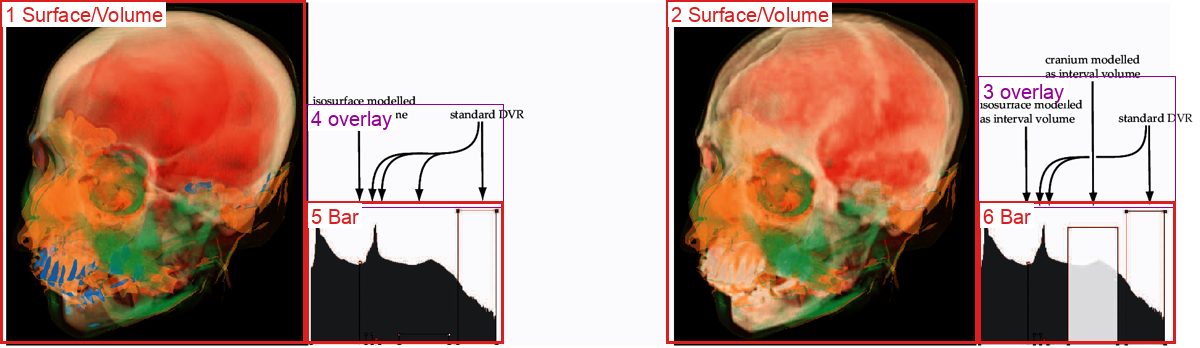 1 Surface/Volume
isosurface modelled
4 overlay
ne
standard DVR
5 Bar
2 Surface/Volume
cranium modelled
as interval volume
3 overlay
isosurface modelled
as interval volume
standard DVR
6 Bar